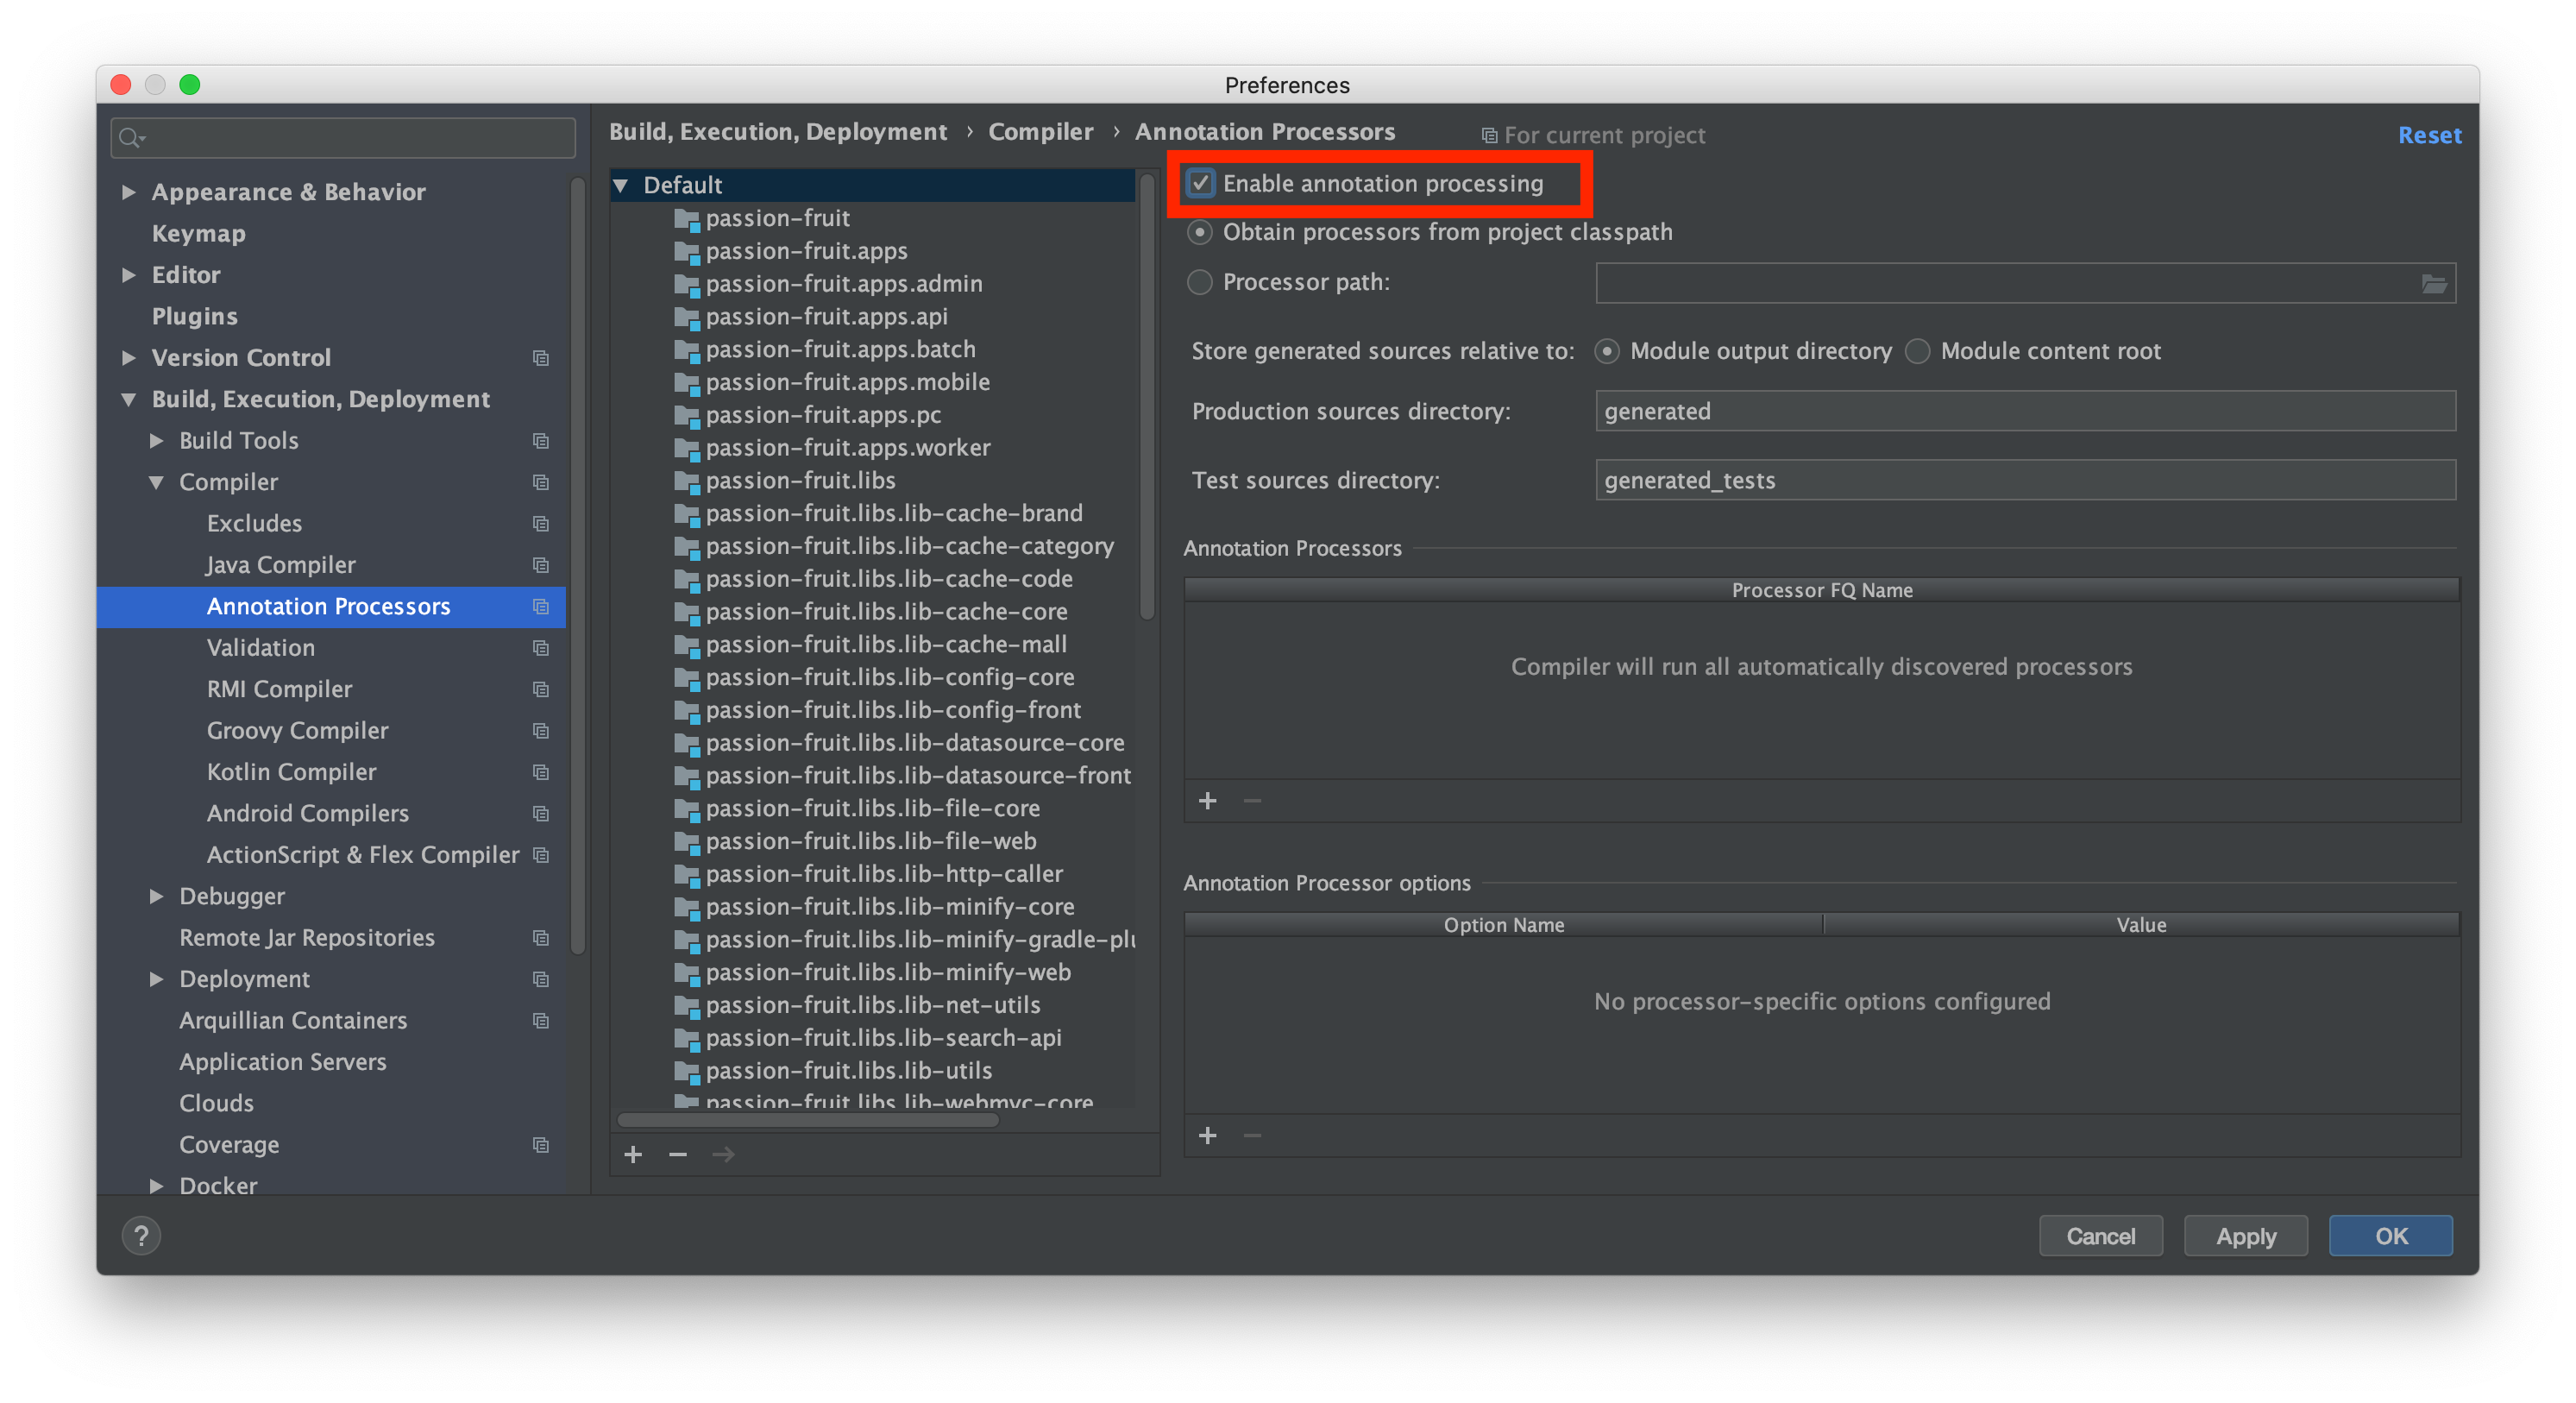 Preferences
Appearance & Behavior
Keymap
Editor
Plugins
Version Control
Build, Execution, Deployment
Build Tools
Compiler
Excludes
Java Compiler
Annotation Processors
Validation
RMI Compiler
Groovy Compiler
Kotlin Compiler
Android Compilers
ActionScript & Flex Compiler
Debugger
Remote Jar Repositories
Deployment
Arquillian Containers
Application Servers
Clouds
Coverage
Docker
Build, Execution, Deployment › Compiler › Annotation Processors
For current project
Reset
Default
passion-fruit
passion-fruit.apps
passion-fruit.apps.admin
passion-fruit.apps.api
passion-fruit.apps.batch
passion-fruit.apps.mobile
passion-fruit.apps.pc
passion-fruit.apps.worker
passion-fruit.libs
passion-fruit.libs.lib-cache-brand
passion-fruit.libs.lib-cache-category
passion-fruit.libs.lib-cache-code
passion-fruit.libs.lib-cache-core
passion-fruit.libs.lib-cache-mall
passion-fruit.libs.lib-config-core
passion-fruit.libs.lib-config-front
passion-fruit.libs.lib-datasource-core
passion-fruit.libs.lib-datasource-front
passion-fruit.libs.lib-file-core
passion-fruit.libs.lib-file-web
passion-fruit.libs.lib-http-caller
passion-fruit.libs.lib-minify-core
passion-fruit.libs.lib-minify-gradle-plu
passion-fruit.libs.lib-minify-web
passion-fruit.libs.lib-net-utils
passion-fruit.libs.lib-search-api
passion-fruit.libs.lib-utils
passion-fruit.libs.lib-webmvc-core
Enable annotation processing
Obtain processors from project classpath
Processor path:
Store generated sources relative to: Module output directory Module content root
Production sources directory: generated
Test sources directory: generated_tests
Annotation Processors
Processor FQ Name
Compiler will run all automatically discovered processors
Annotation Processor options
Option Name Value
No processor-specific options configured
?
Cancel
Apply
OK